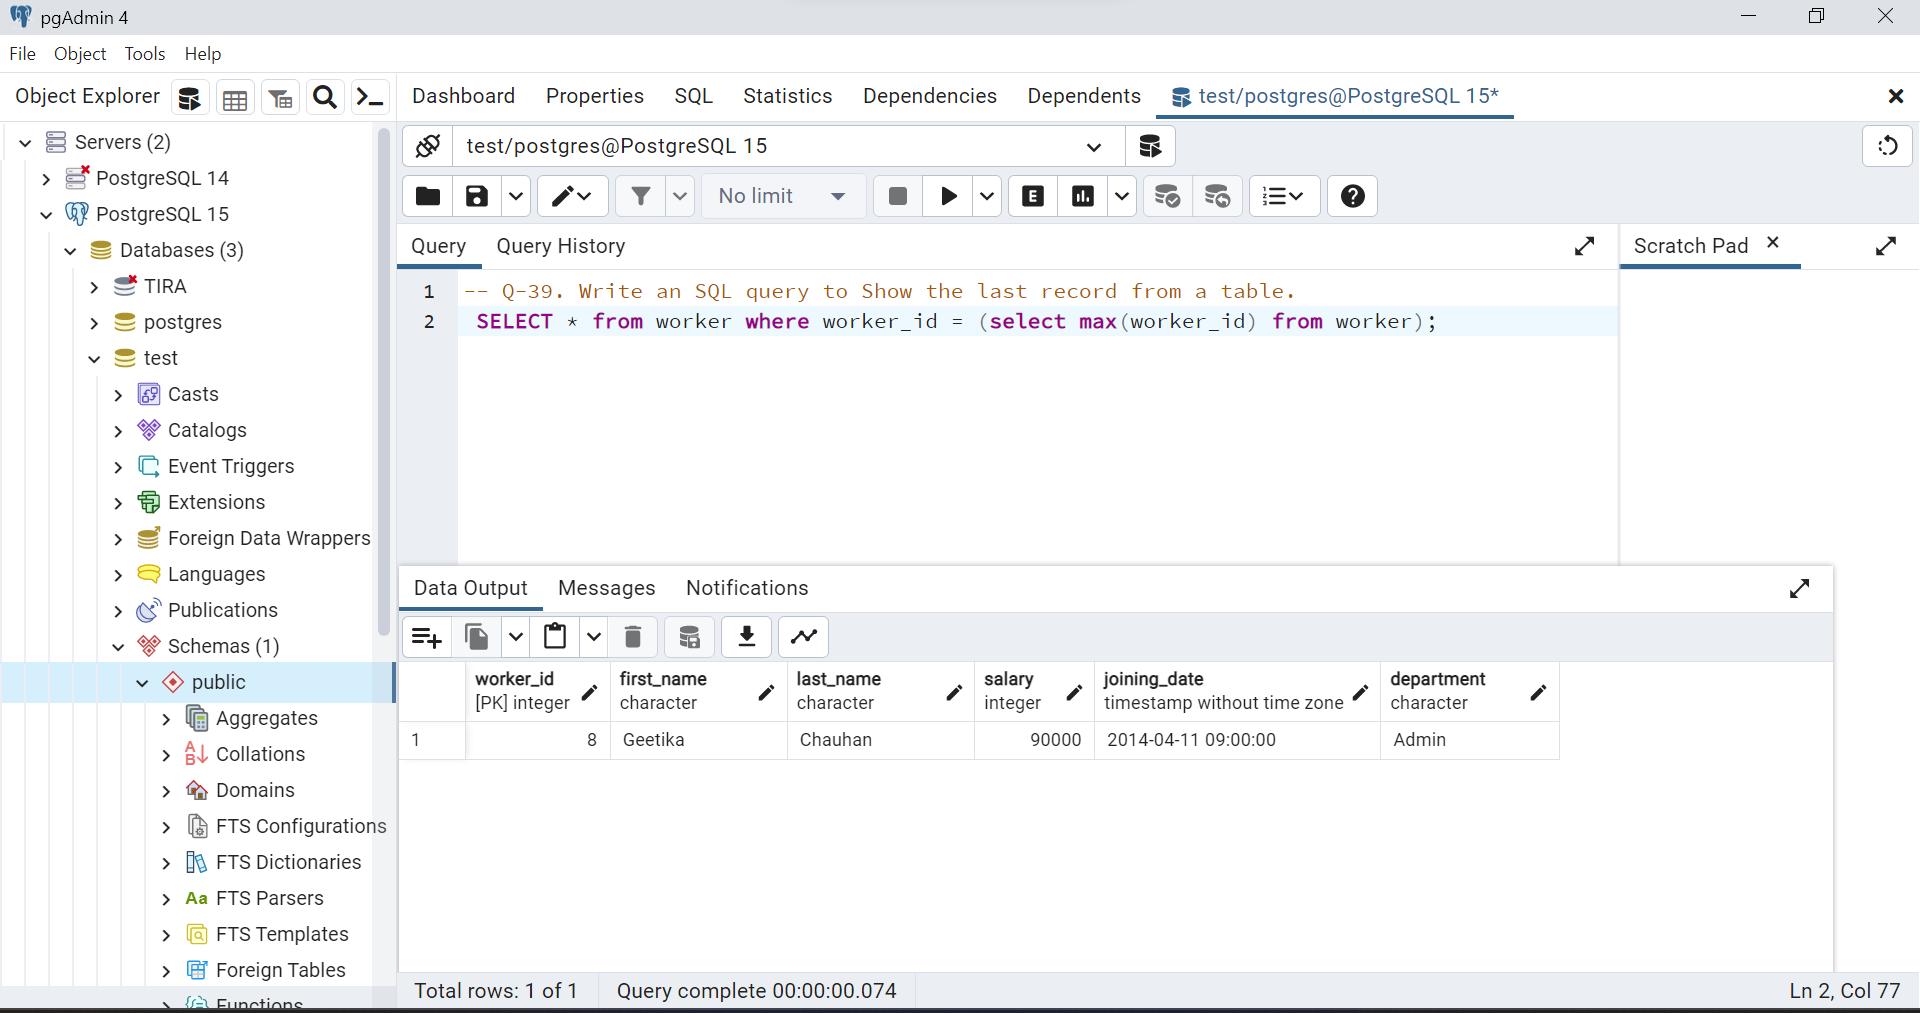 pgAdmin 4
File Object Tools Help
Object Explorer
Dashboard Properties SQL Statistics Dependencies Dependents test/postgres@PostgreSQL 15*
Servers (2)
PostgreSQL 14
PostgreSQL 15
Databases (3)
TIRA
postgres
test
Casts
Catalogs
Event Triggers
Extensions
Foreign Data Wrappers
Languages
Publications
Schemas (1)
public
Aggregates
Collations
Domains
FTS Configurations
FTS Dictionaries
Aa FTS Parsers
FTS Templates
Foreign Tables
Functions
test/postgres@PostgreSQL 15
No limit
E
Query Query History
Scratch Pad
1 -- Q-39. Write an SQL query to Show the last record from a table.
2 SELECT * from worker where worker_id = (select max(worker_id) from worker);
Data Output Messages Notifications
worker_id first_name last_name salary joining_date department
[PK] integer character character integer timestamp without time zone character
1 8 Geetika Chauhan 90000 2014-04-11 09:00:00 Admin
Total rows: 1 of 1 Query complete 00:00:00.074 Ln 2, Col 77